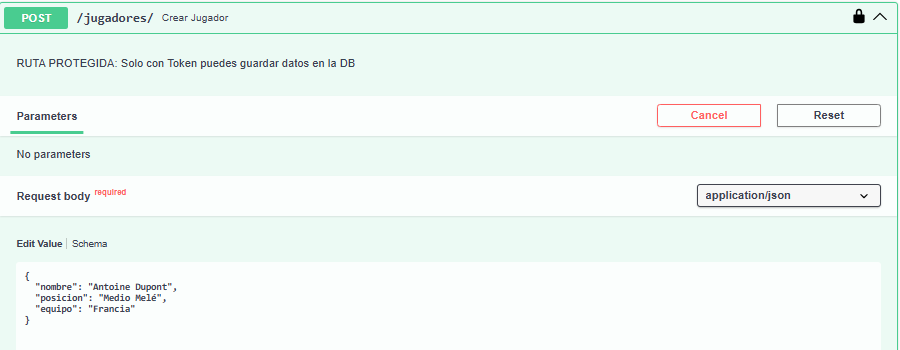 POST /jugadores/ Crear Jugador
RUTA PROTEGIDA: Solo con Token puedes guardar datos en la DB
Parameters Cancel Reset
No parameters
Request body required application/json
Edit Value Schema
{
  "nombre": "Antoine Dupont",
  "posicion": "Medio Melé",
  "equipo": "Francia"
}